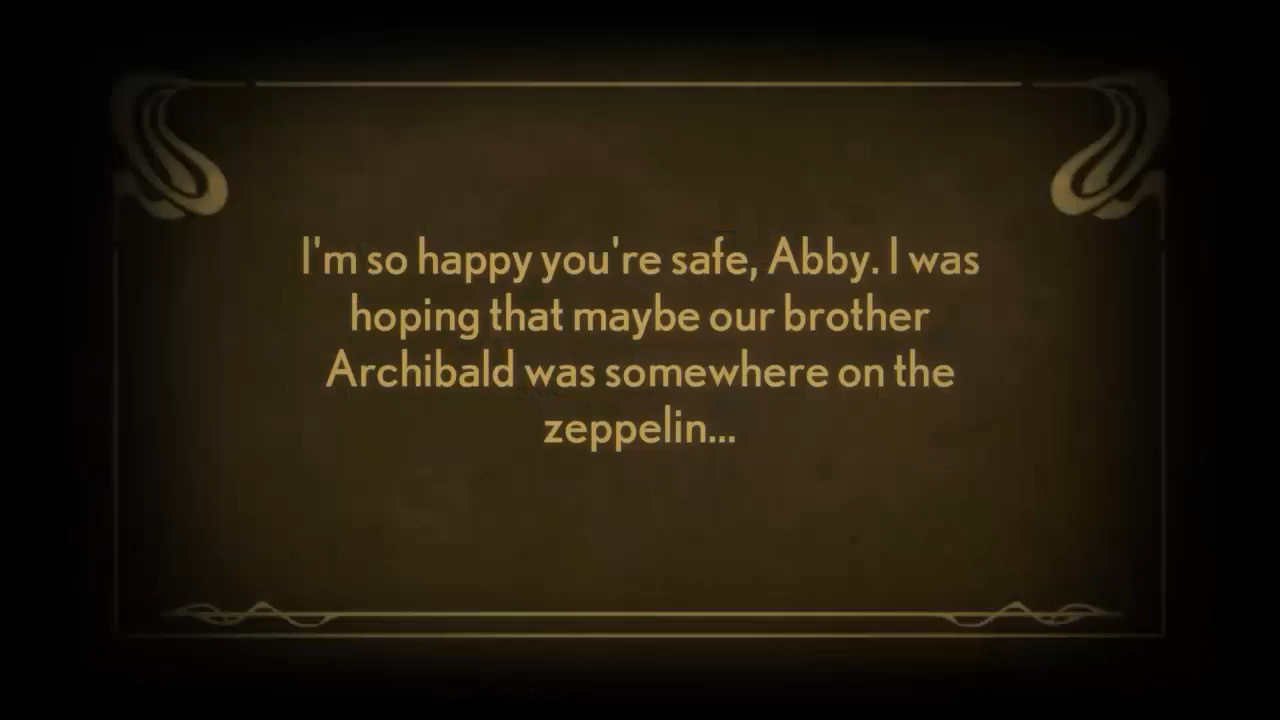 I'm so happy you're safe, Abby. I was
hoping that maybe our brother
Archibald was somewhere on the
zeppelin...